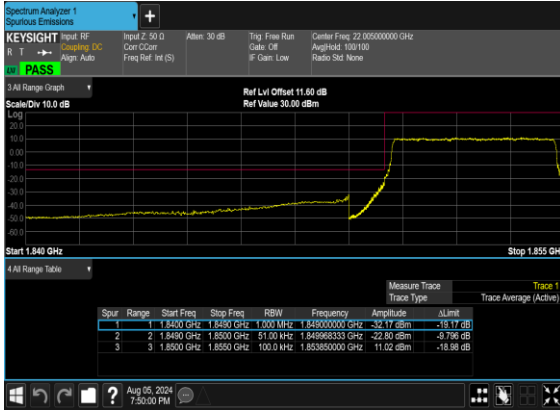 Spectrum Analyzer 1
Spurious Emissions
+
KEYSIGHT Input: RF Input Z: 50 Ω Atten: 30 dB Trig: Free Run Center Freq: 22.005000000 GHz
R T Coupling: DC Corr CCorr Gate: Off Avg|Hold: 100/100
Align: Auto Freq Ref: Int (S) IF Gain: Low Radio Std: None
PASS
3 All Range Graph Ref Lvl Offset 11.60 dB
Scale/Div 10.0 dB Ref Value 30.00 dBm
Log
20.0
10.0
0.00
-10.0
-20.0
-30.0
-40.0
-50.0
-60.0
Start 1.840 GHz Stop 1.855 GH
4 All Range Table
Measure Trace Trace 1
Trace Type Trace Average (Active)
Spur Range Start Freq Stop Freq RBW Frequency Amplitude ΔLimit
1 1 1.8400 GHz 1.8490 GHz 1.000 MHz 1.849000000 GHz -32.17 dBm -19.17 dB
2 2 1.8490 GHz 1.8500 GHz 51.00 kHz 1.849968333 GHz -22.80 dBm -9.796 dB
3 3 1.8500 GHz 1.8550 GHz 100.0 kHz 1.853850000 GHz 11.02 dBm -18.98 dB
? Aug 05, 2024
7:50:00 PM